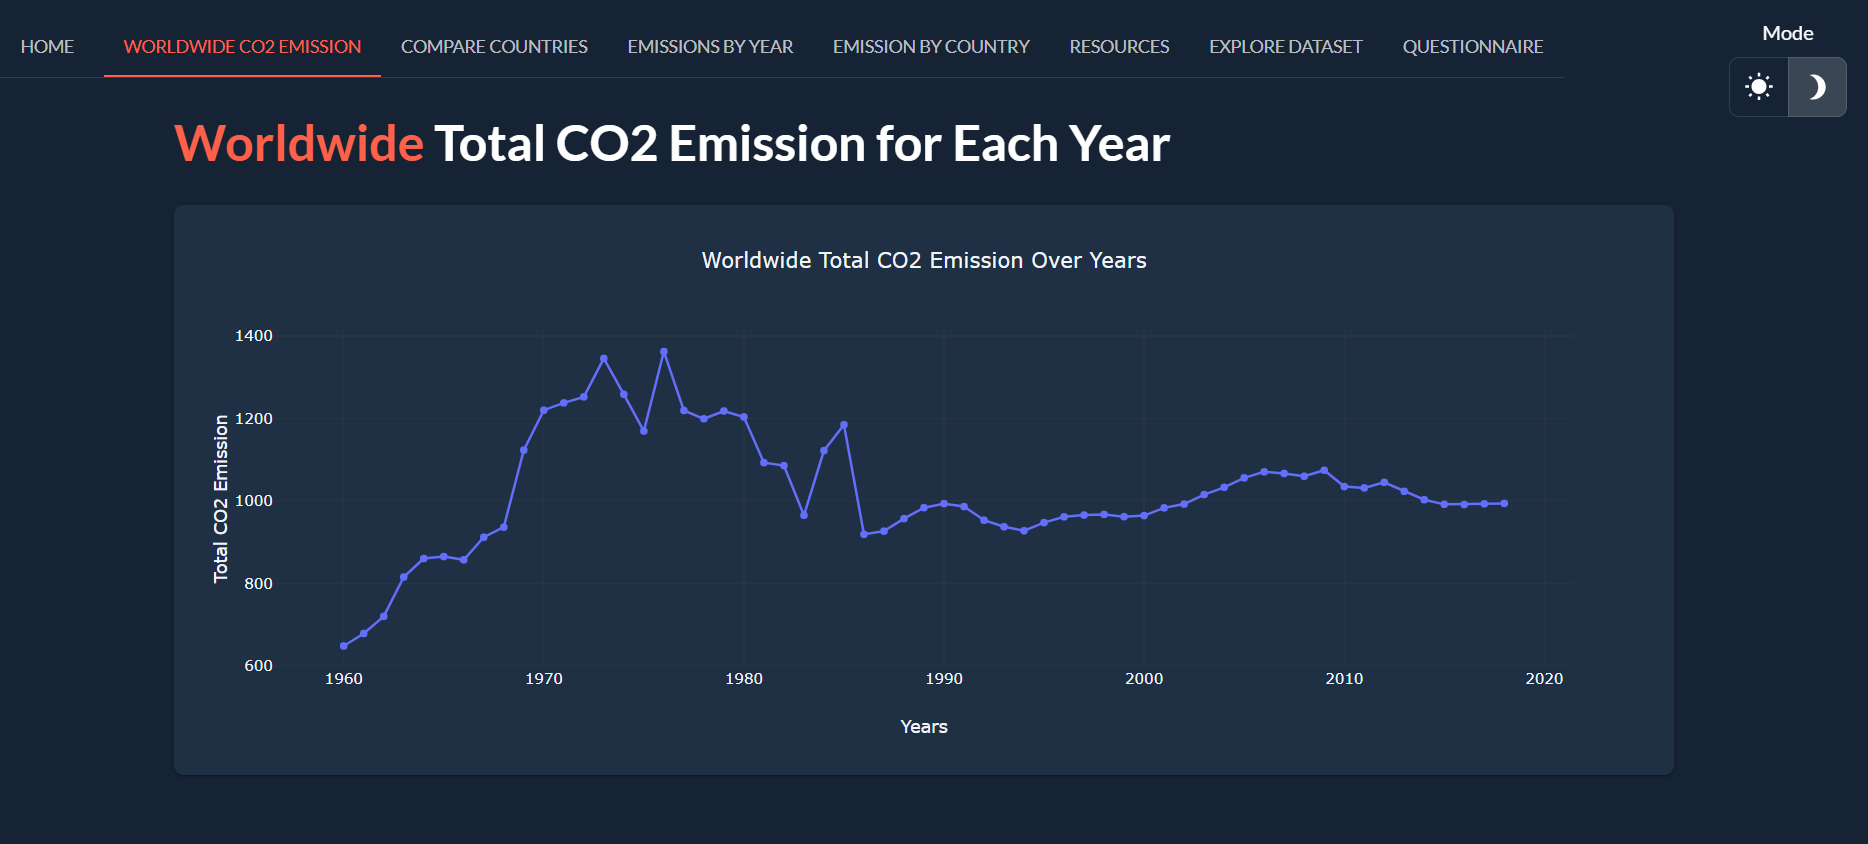 HOME WORLDWIDE CO2 EMISSION COMPARE COUNTRIES EMISSIONS BY YEAR EMISSION BY COUNTRY RESOURCES EXPLORE DATASET QUESTIONNAIRE
Mode
Worldwide Total CO2 Emission for Each Year
Worldwide Total CO2 Emission Over Years
Total CO2 Emission
1400
1200
1000
800
600
1960 1970 1980 1990 2000 2010 2020
Years